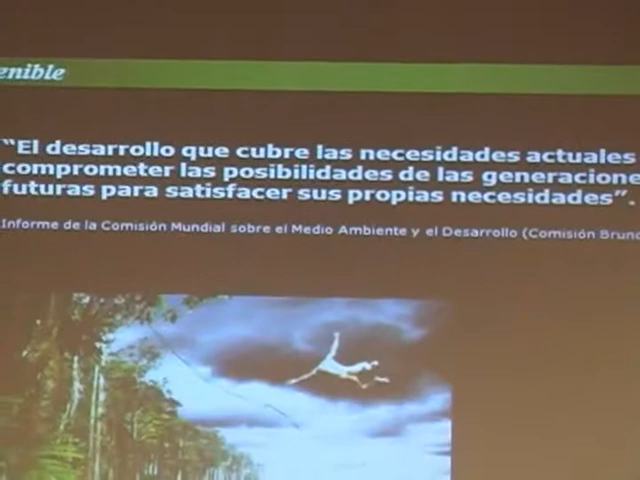 enible
"El desarrollo que cubre las necesidades actuales
comprometer las posibilidades de las generacione
futuras para satisfacer sus propias necesidades".
Informe de la Comisión Mundial sobre el Medio Ambiente y el Desarrollo (Comisión Brund